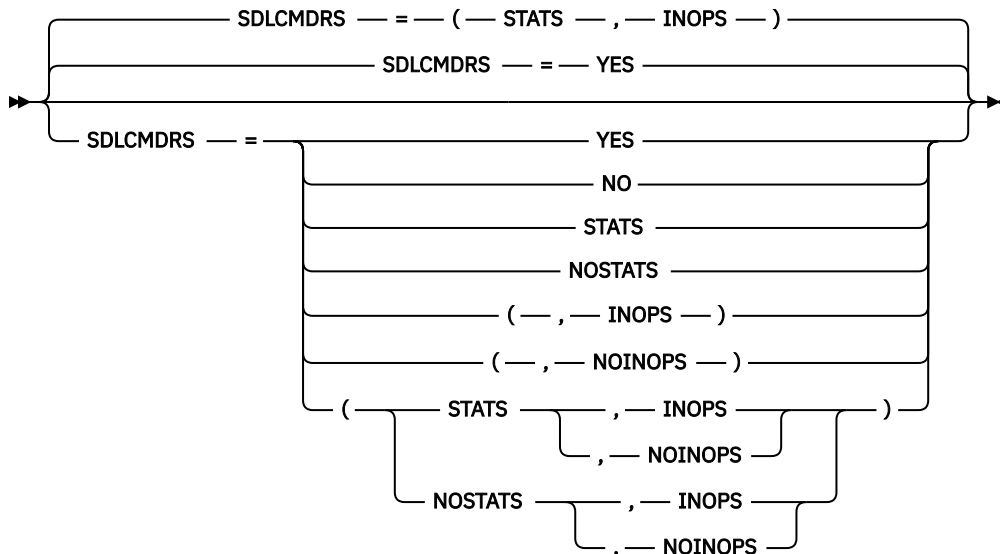 SDLCMDRS = ( STATS , INOPS )
SDLCMDRS = YES
SDLCMDRS = YES
NO
STATS
NOSTATS
( , INOPS )
( , NOINOPS )
( STATS , INOPS )
, NOINOPS
NOSTATS , INOPS
, NOINOPS